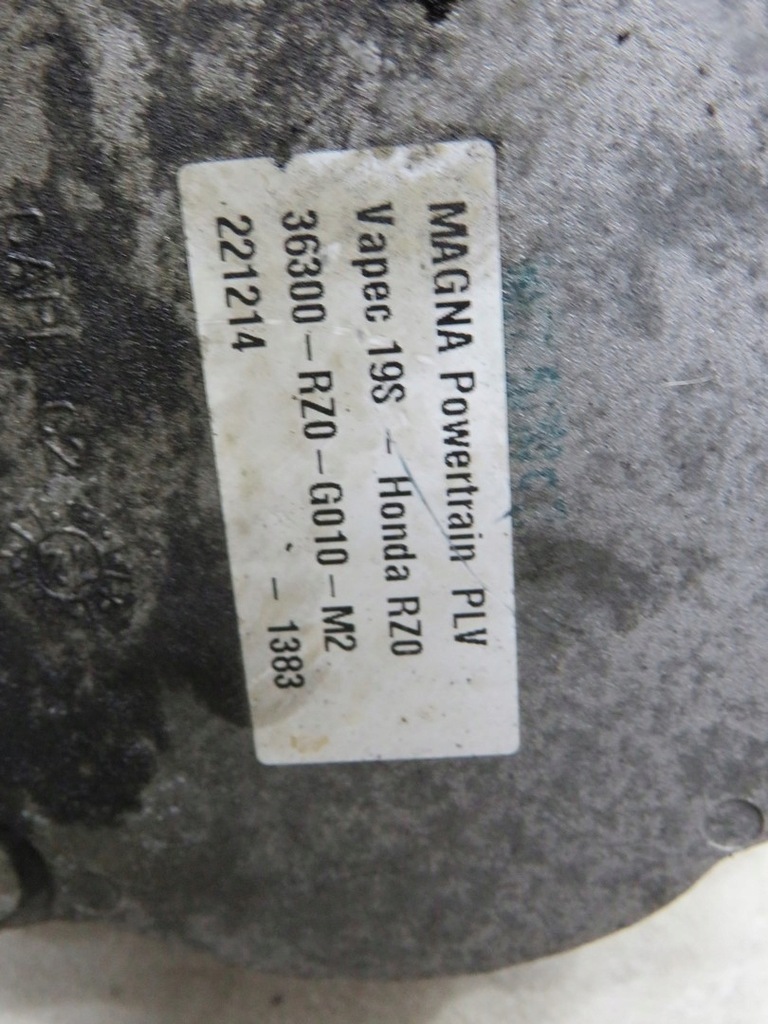 MAGNA Powertrain PLV
Vapec 19S - Honda RZ0
36300-RZ0-G010-M2
221214 - 1383